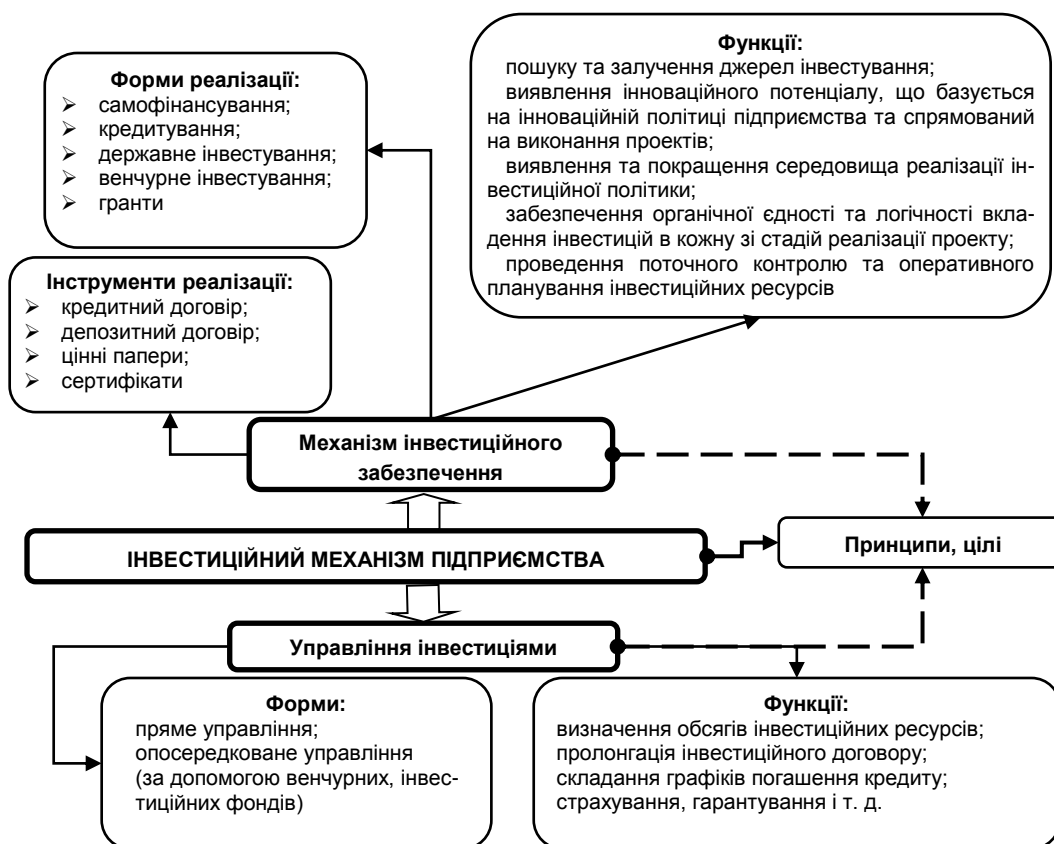 Форми реалізації:
➢ самофінансування;
➢ кредитування;
➢ державне інвестування;
➢ венчурне інвестування;
➢ гранти
Функції:
пошуку та залучення джерел інвестування;
виявлення інноваційного потенціалу, що базується
на інноваційній політиці підприємства та спрямований
на виконання проектів;
виявлення та покращення середовища реалізації ін-
вестиційної політики;
забезпечення органічної єдності та логічності вкла-
дення інвестицій в кожну зі стадій реалізації проекту;
проведення поточного контролю та оперативного
планування інвестиційних ресурсів
Інструменти реалізації:
➢ кредитний договір;
➢ депозитний договір;
➢ цінні папери;
➢ сертифікати
Механізм інвестиційного
забезпечення
ІНВЕСТИЦІЙНИЙ МЕХАНІЗМ ПІДПРИЄМСТВА
Принципи, цілі
Управління інвестиціями
Форми:
пряме управління;
опосередковане управління
(за допомогою венчурних, інвес-
тиційних фондів)
Функції:
визначення обсягів інвестиційних ресурсів;
пролонгація інвестиційного договору;
складання графіків погашення кредиту;
страхування, гарантування і т. д.